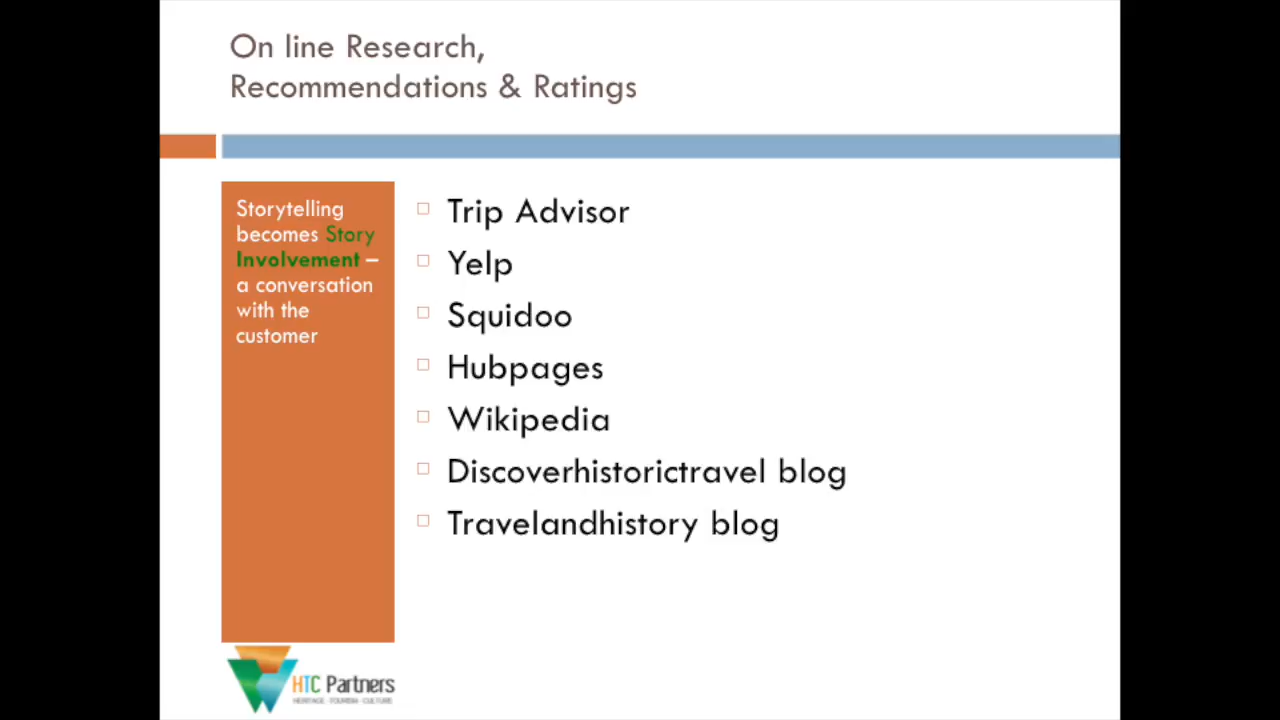 On line Research,
Recommendations & Ratings
Storytelling
becomes Story
Involvement –
a conversation
with the
customer
Trip Advisor
Yelp
Squidoo
Hubpages
Wikipedia
Discoverhistorictravel blog
Travelandhistory blog
HTC Partners
HERITAGE · TOURISM · CULTURE